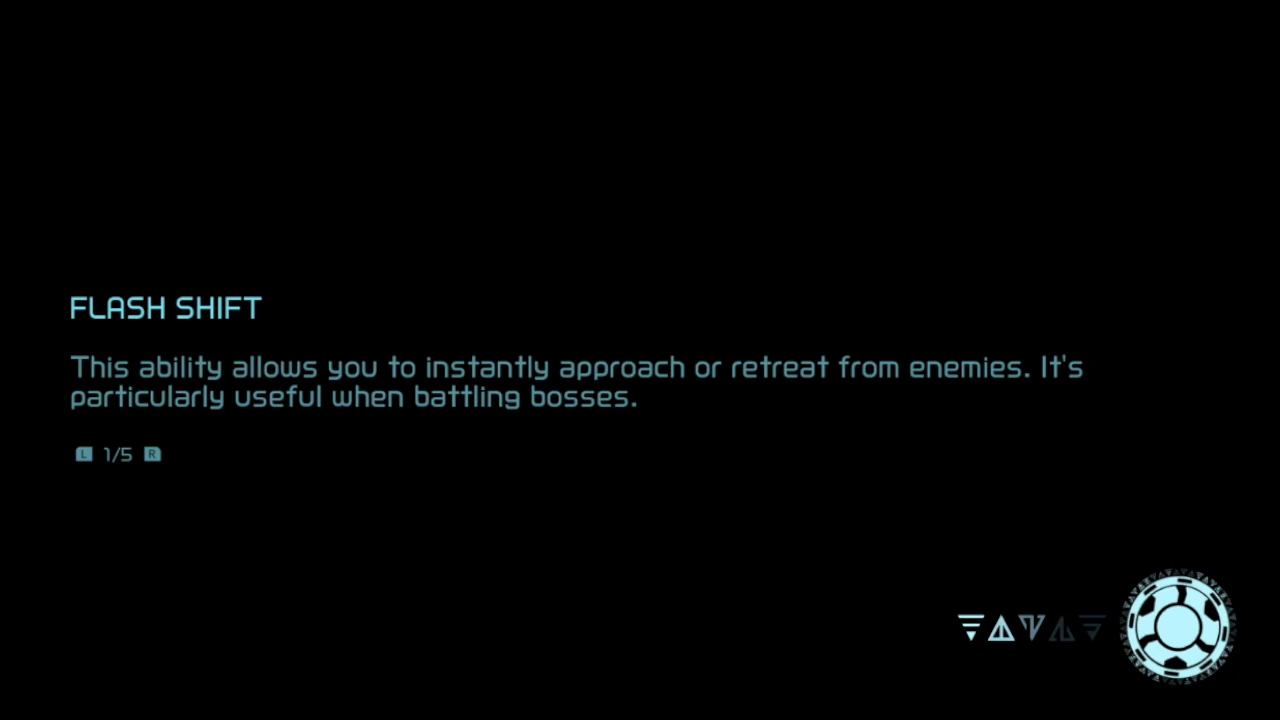 FLASH SHIFT
This ability allows you to instantly approach or retreat from enemies. It's
particularly useful when battling bosses.
L 1/5 R